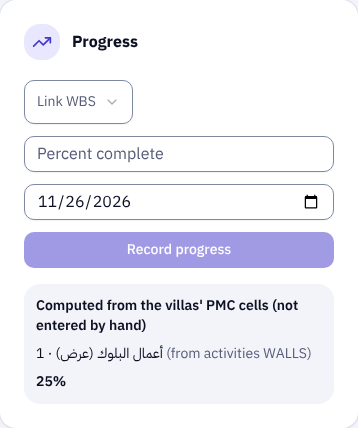 Progress
Link WBS
Percent complete
11/26/2026
Record progress
Computed from the villas' PMC cells (not
entered by hand)
1 · أعمال البلوك (عرض) (from activities WALLS)
25%